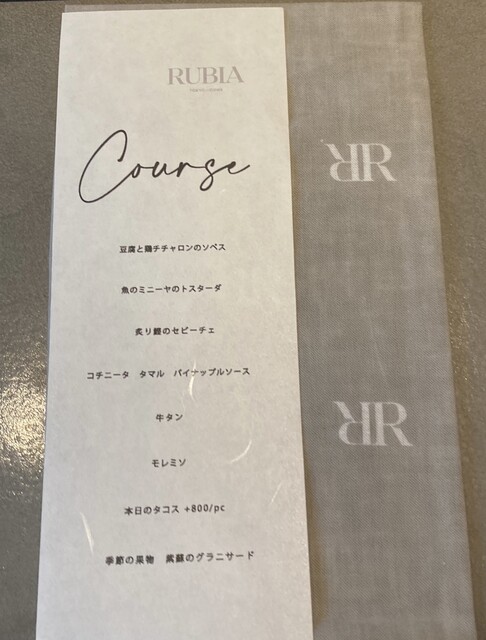 RUBIA
Course
豆腐と鶏チチャロンのソペス
魚のミニーヤのトスターダ
炙り鰹のセビーチェ
コチニータ タマル パイナップルソース
牛タン
モレミソ
本日のタコス +800/pc
季節の果物 紫蘇のグラニサード
RR
RR